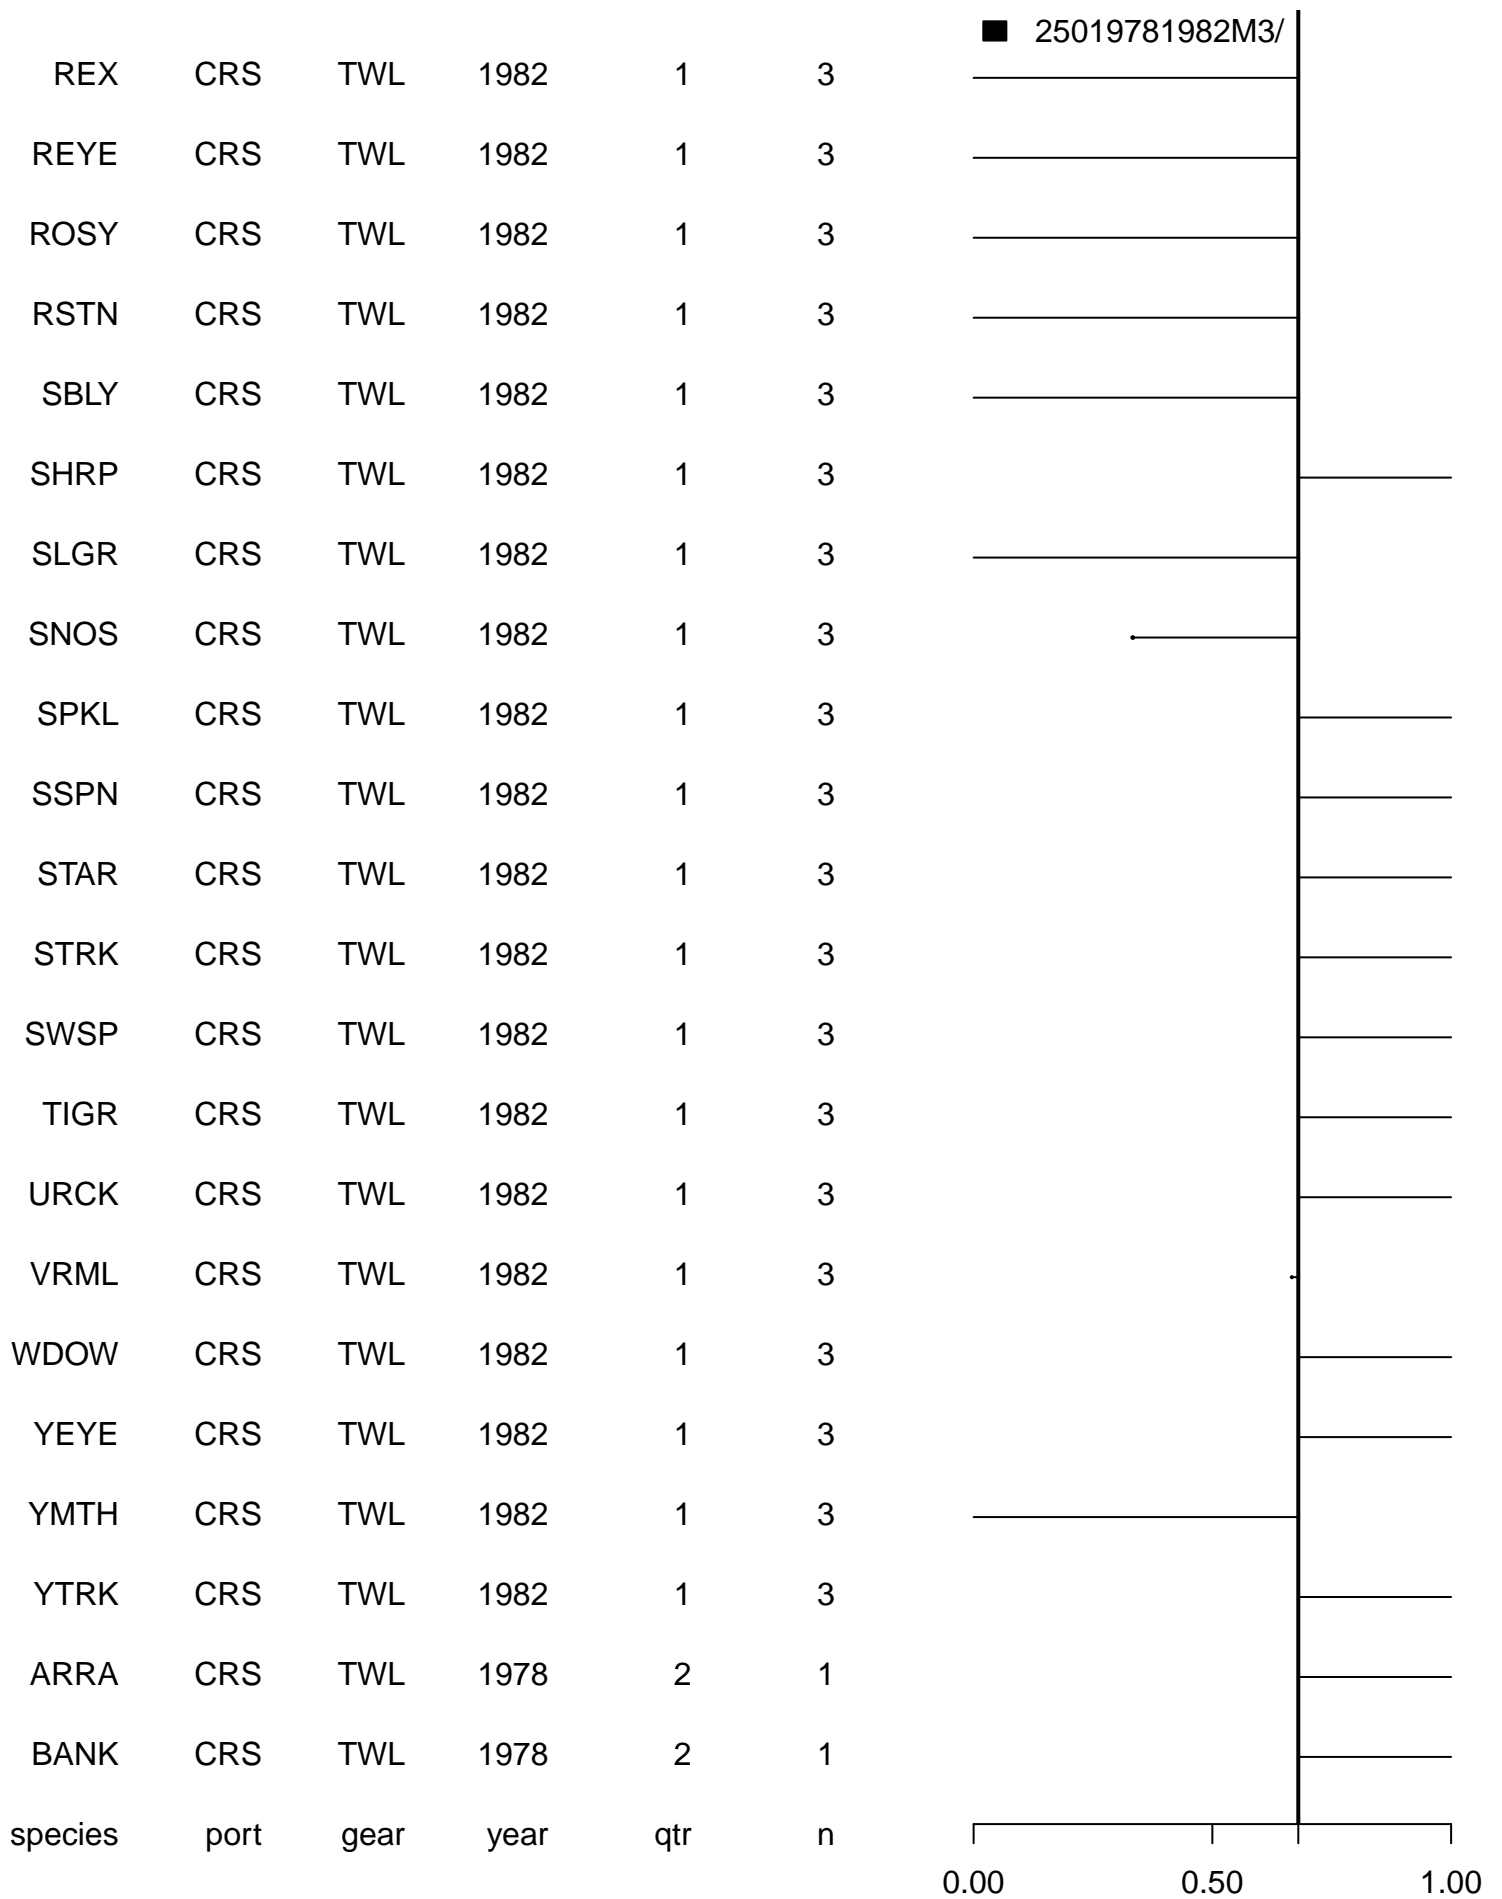 25019781982M3/
REX CRS TWL 1982 1 3
REYE CRS TWL 1982 1 3
ROSY CRS TWL 1982 1 3
RSTN CRS TWL 1982 1 3
SBLY CRS TWL 1982 1 3
SHRP CRS TWL 1982 1 3
SLGR CRS TWL 1982 1 3
SNOS CRS TWL 1982 1 3
SPKL CRS TWL 1982 1 3
SSPN CRS TWL 1982 1 3
STAR CRS TWL 1982 1 3
STRK CRS TWL 1982 1 3
SWSP CRS TWL 1982 1 3
TIGR CRS TWL 1982 1 3
URCK CRS TWL 1982 1 3
VRML CRS TWL 1982 1 3
WDOW CRS TWL 1982 1 3
YEYE CRS TWL 1982 1 3
YMTH CRS TWL 1982 1 3
YTRK CRS TWL 1982 1 3
ARRA CRS TWL 1978 2 1
BANK CRS TWL 1978 2 1
species port gear year qtr n
0.00 0.50 1.00